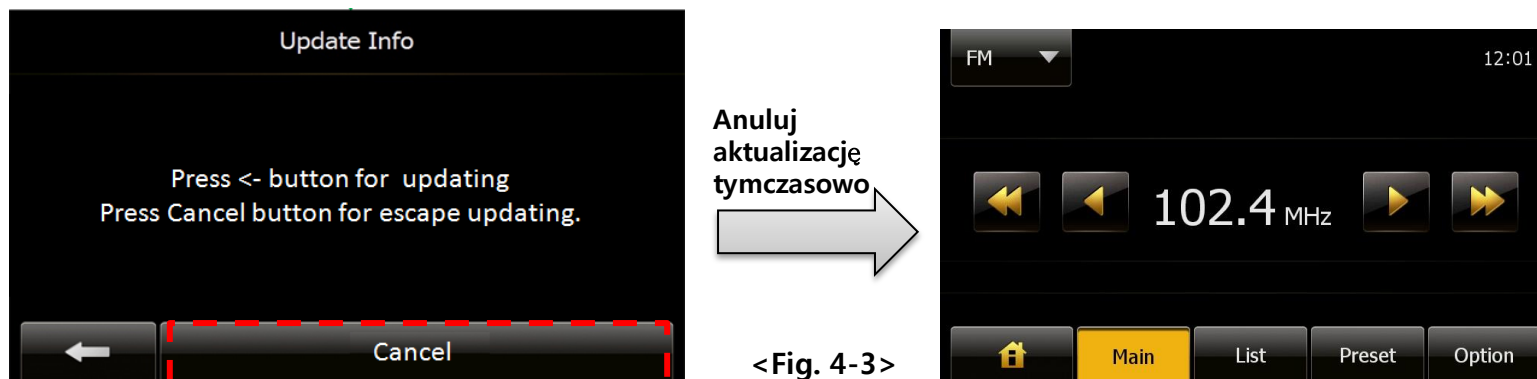 Update Info
Press <- button for  updating
Press Cancel button for escape updating.
Cancel
Anuluj
aktualizację
tymczasowo
<Fig. 4-3>
FM
12:01
102.4 MHz
Main
List
Preset
Option